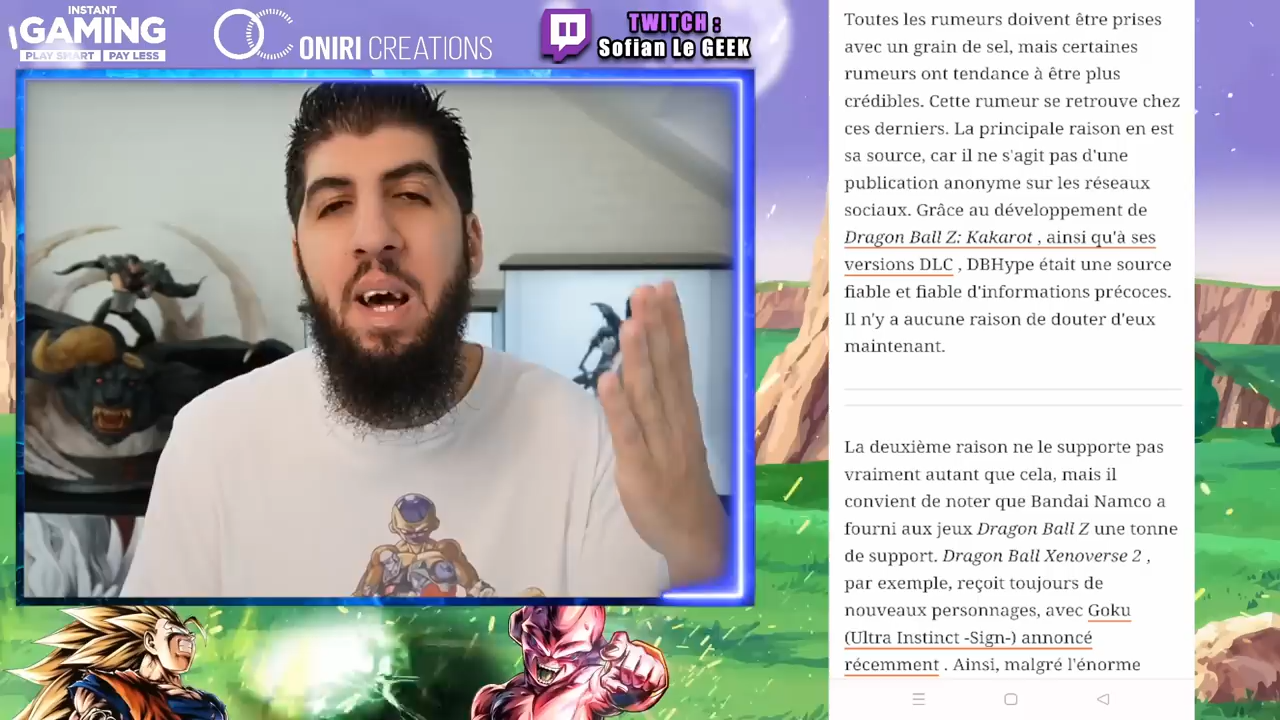 INSTANT
GAMING
PLAY SMART | PAY LESS
ONIRI CREATIONS
TWITCH :
Sofian Le GEEK
Toutes les rumeurs doivent être prises
avec un grain de sel, mais certaines
rumeurs ont tendance à être plus
crédibles. Cette rumeur se retrouve chez
ces derniers. La principale raison en est
sa source, car il ne s'agit pas d'une
publication anonyme sur les réseaux
sociaux. Grâce au développement de
Dragon Ball Z: Kakarot , ainsi qu'à ses
versions DLC , DBHype était une source
fiable et fiable d'informations précoces.
Il n'y a aucune raison de douter d'eux
maintenant.
La deuxième raison ne le supporte pas
vraiment autant que cela, mais il
convient de noter que Bandai Namco a
fourni aux jeux Dragon Ball Z une tonne
de support. Dragon Ball Xenoverse 2 ,
par exemple, reçoit toujours de
nouveaux personnages, avec Goku
(Ultra Instinct -Sign-) annoncé
récemment . Ainsi, malgré l'énorme